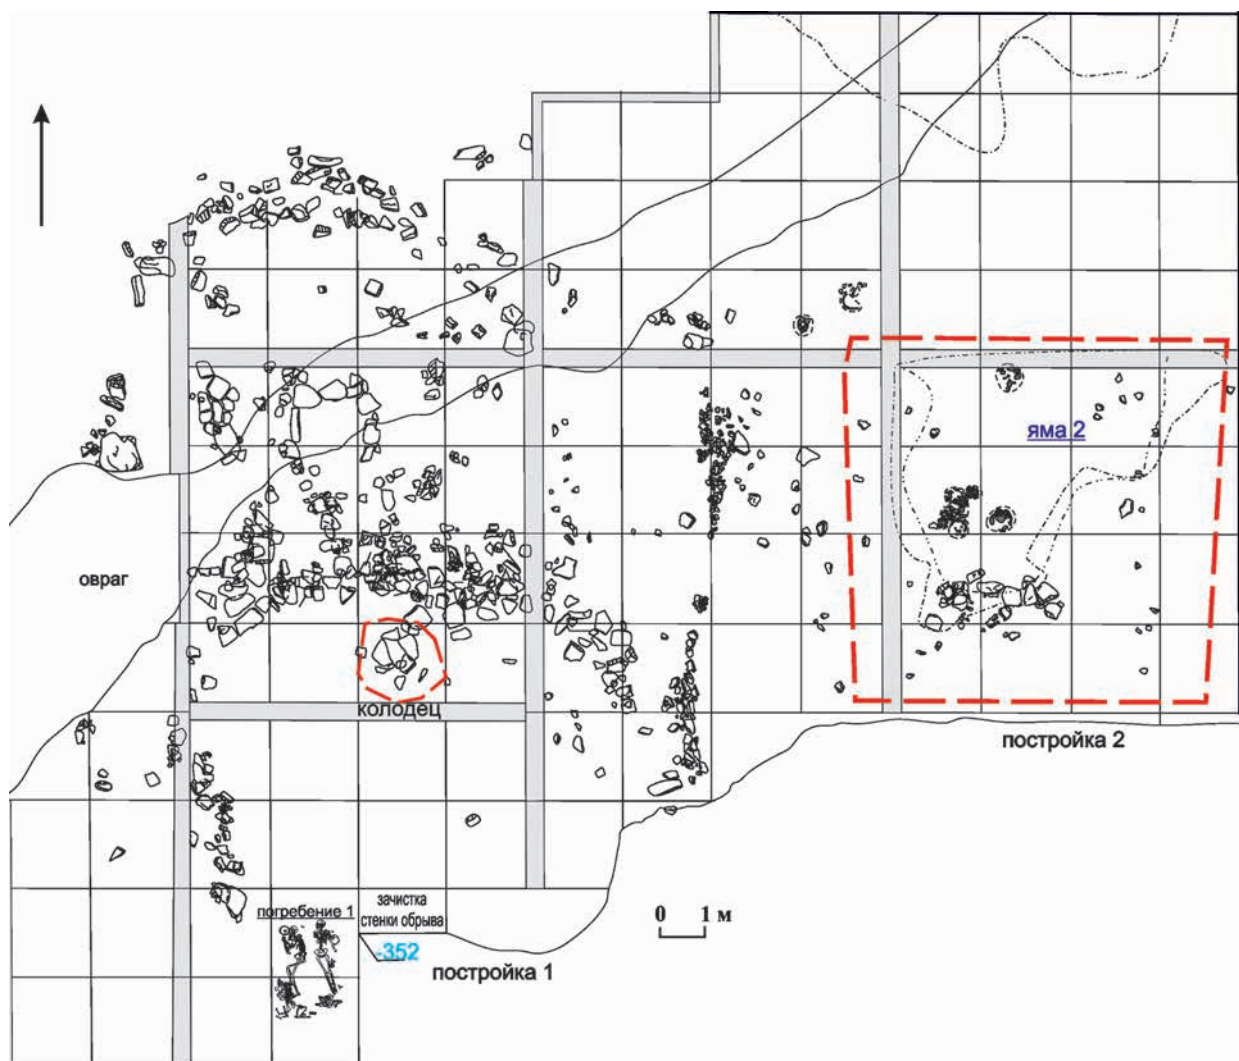 яма 2
овраг
колодец
постройка 2
зачистка
стенки обрыва
погребение 1
0 1 м
-352
постройка 1